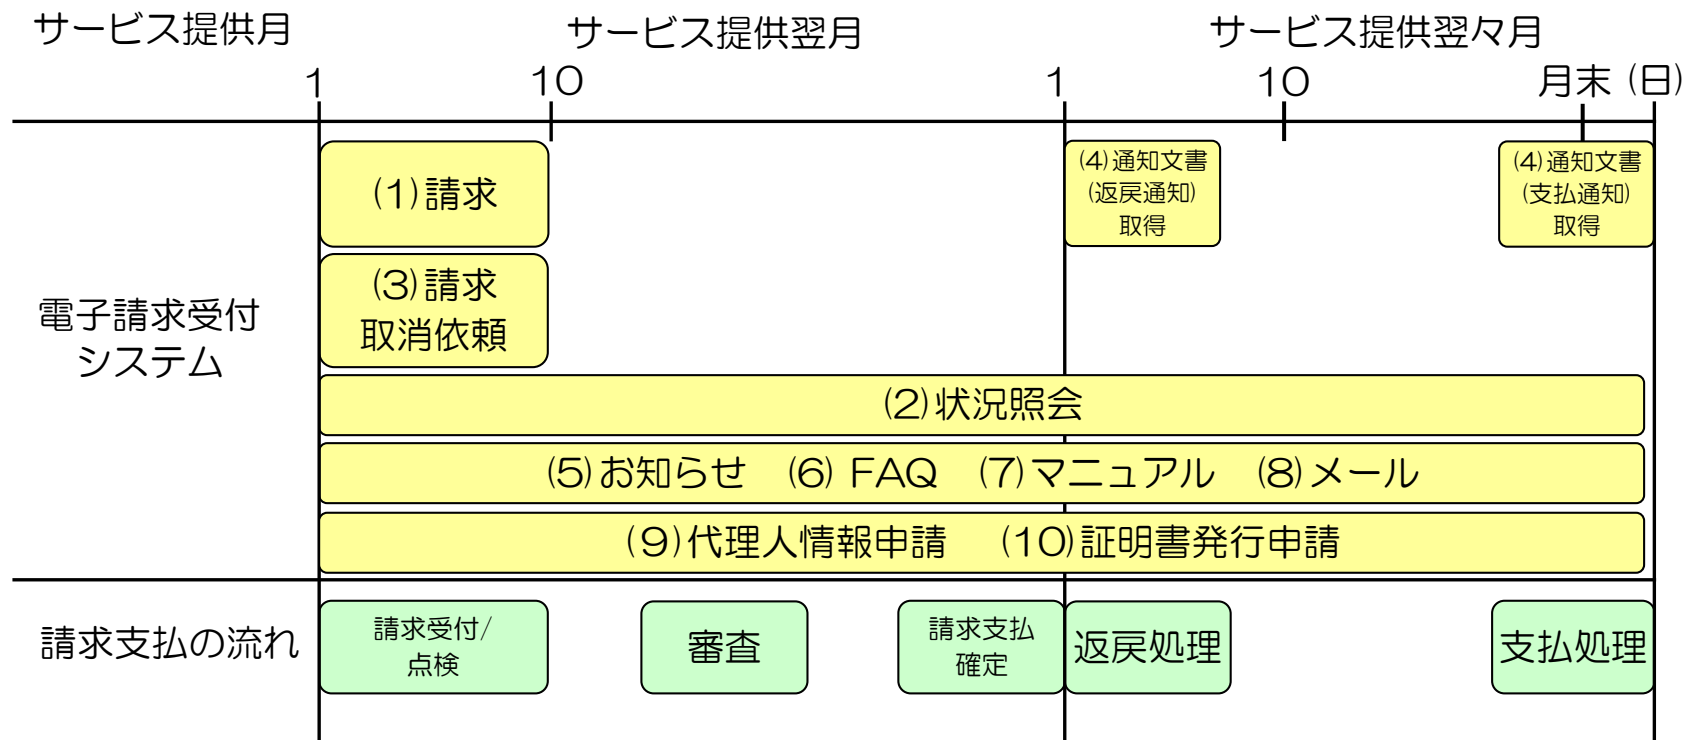 サービス提供月
サービス提供翌月
サービス提供翌々月
1
10
1
10
月末 (日)
(1)請求
(4)通知文書
(返戻通知)
取得
(4)通知文書
(支払通知)
取得
電子請求受付
システム
(3)請求
取消依頼
(2)状況照会
(5)お知らせ (6) FAQ (7)マニュアル (8)メール
(9)代理人情報申請 (10)証明書発行申請
請求支払の流れ
請求受付/
点検
審査
請求支払
確定
返戻処理
支払処理